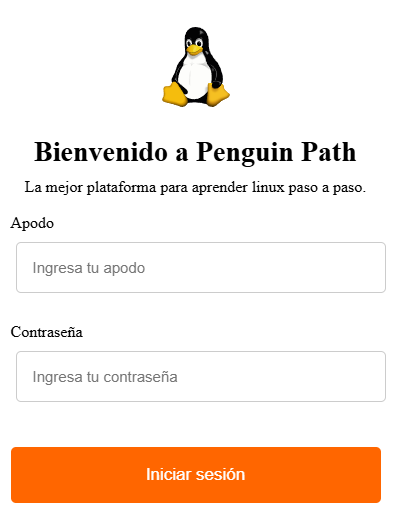 Bienvenido a Penguin Path
La mejor plataforma para aprender linux paso a paso.
Apodo
Ingresa tu apodo
Contraseña
Ingresa tu contraseña
Iniciar sesión